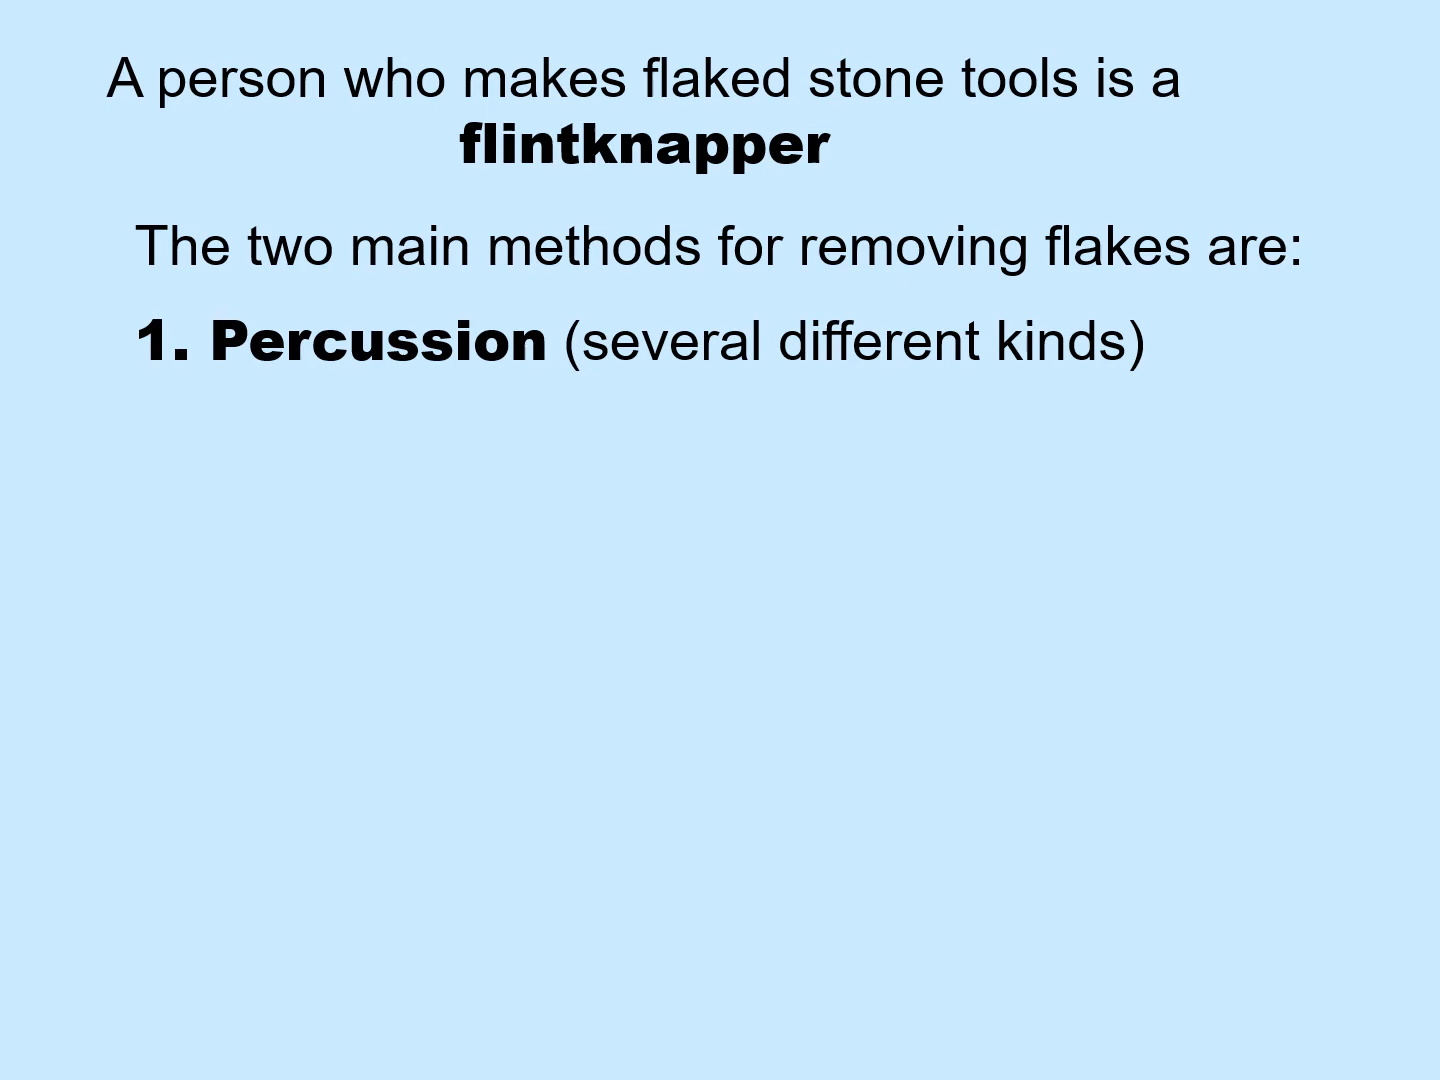 A person who makes flaked stone tools is a
flintknapper
The two main methods for removing flakes are:
1. Percussion (several different kinds)